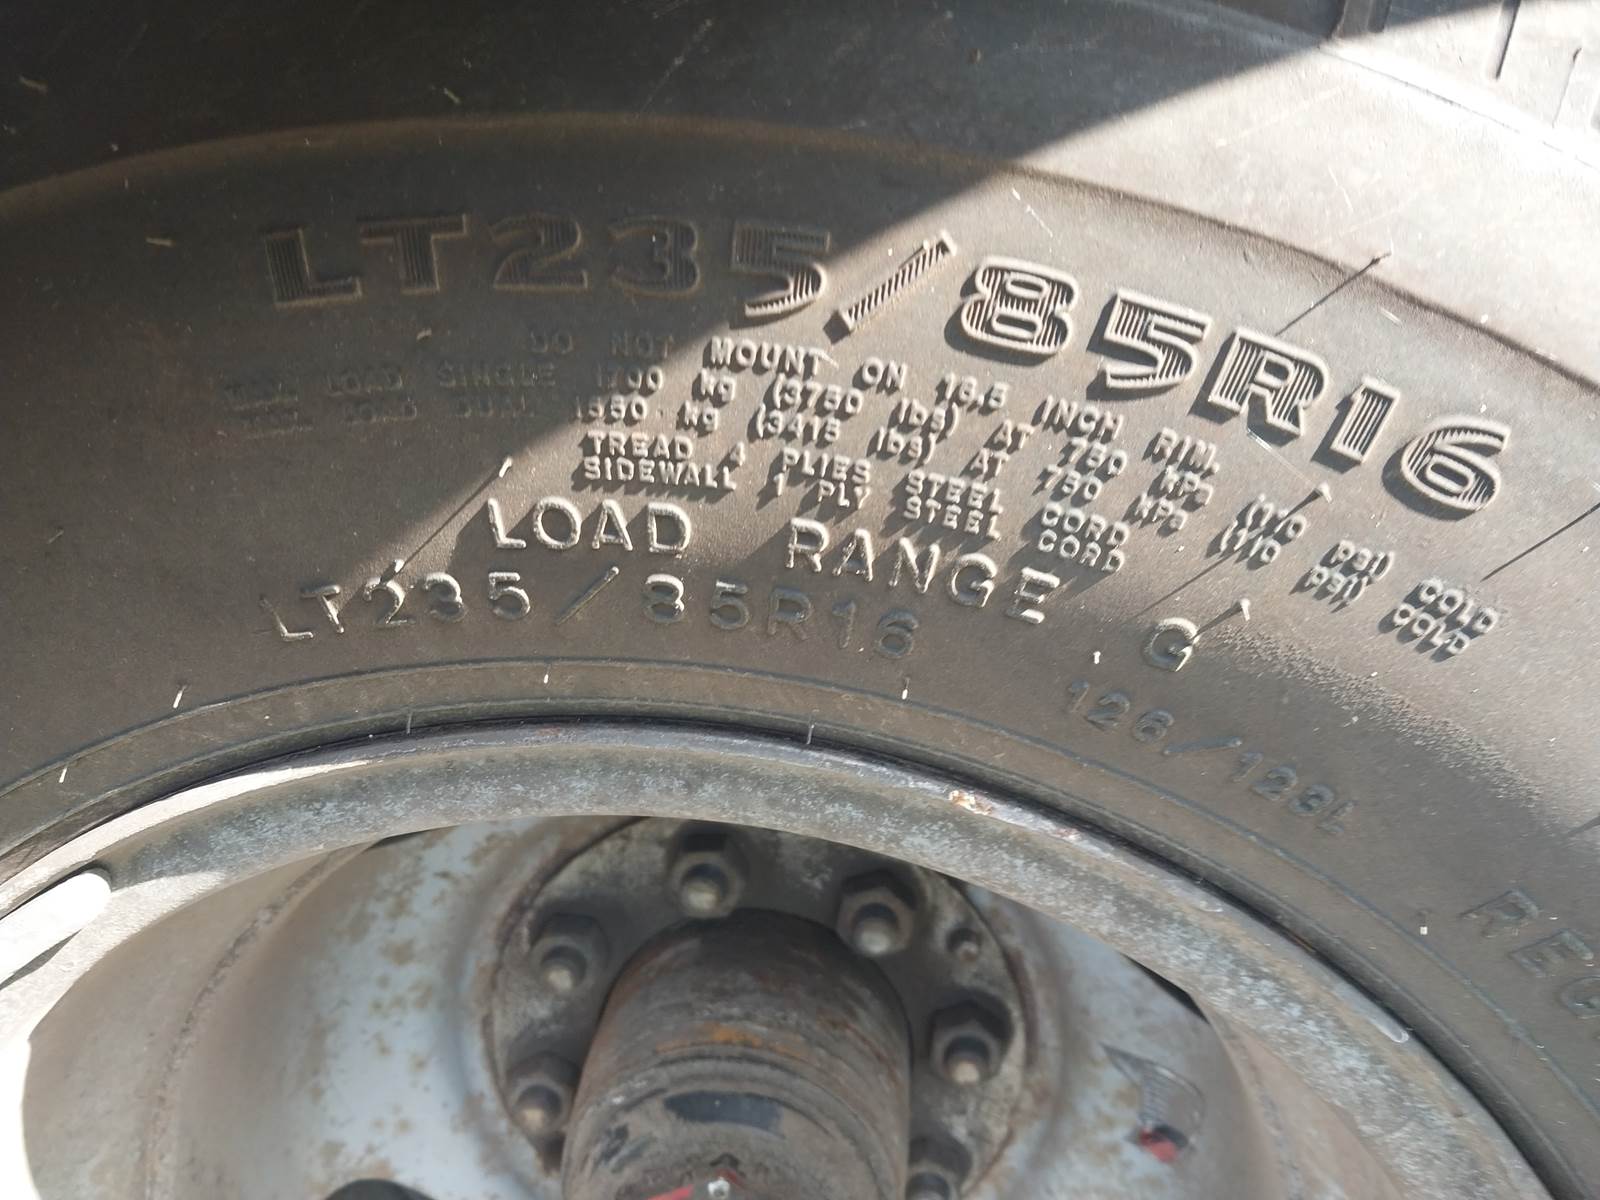 LT235/85R16
DO NOT MOUNT ON 16.5 INCH RIM.
MAX LOAD SINGLE 1700 Kg (3750 lbs) AT 760 KPa (110 PSI) COLD
MAX LOAD DUAL 1550 Kg (3415 lbs) AT 760 KPa (110 PSI) COLD
TREAD 4 PLIES STEEL CORD
SIDEWALL 1 PLY STEEL CORD
LOAD RANGE G
LT235/85R16 126/123L